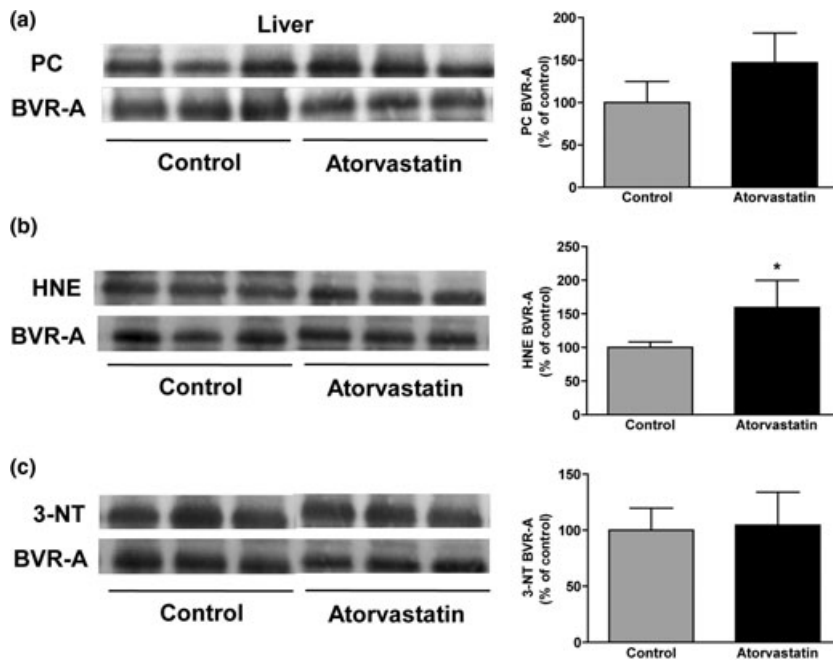 (a)
Liver
PC
BVR-A
Control Atorvastatin
PC BVR-A
(% of control)
200
150
100
50
0
Control Atorvastatin
(b)
HNE
BVR-A
Control Atorvastatin
HNE BVR-A
(% of control)
250
200
150
100
50
0
*
Control Atorvastatin
(c)
3-NT
BVR-A
Control Atorvastatin
3-NT BVR-A
(% of control)
150
100
50
0
Control Atorvastatin